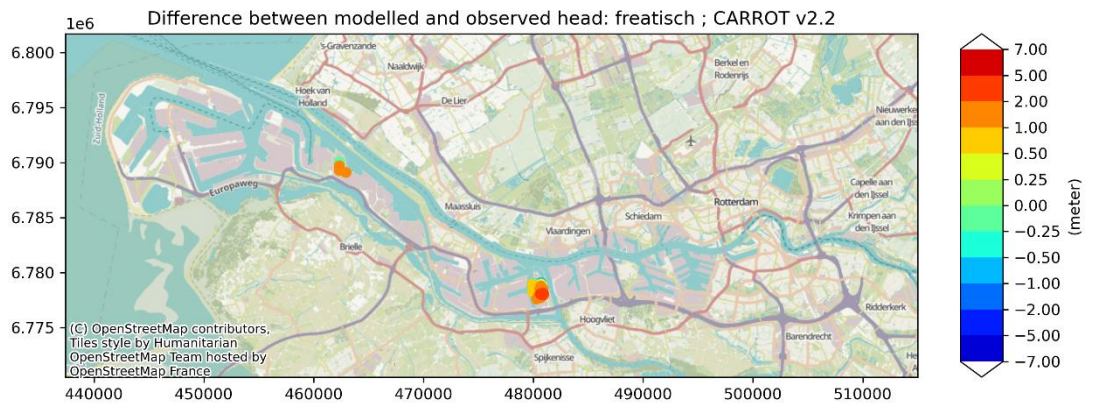 Difference between modelled and observed head: freatisch ; CARROT v2.2
1e6
6.800
6.795
6.790
6.785
6.780
6.775
440000
450000
460000
470000
480000
490000
500000
510000
's-Gravenzande
Naaldwijk
Hoek van
Holland
De Lier
Berkel en
Rodenrijs
Zuid-Holland
Nieuwerke
aan den IJss
Europaweg
Maassluis
Schiedam
Rotterdam
Capelle aan
den IJssel
Krimpen aan
den IJssel
Vlaardingen
Brielle
Hoogvliet
Spijkenisse
Barendrecht
Ridderkerk
He
(C) OpenStreetMap contributors,
Tiles style by Humanitarian
OpenStreetMap Team hosted by
OpenStreetMap France
7.00
5.00
2.00
1.00
0.50
0.25
0.00
−0.25
−0.50
−1.00
−2.00
−5.00
−7.00
(meter)